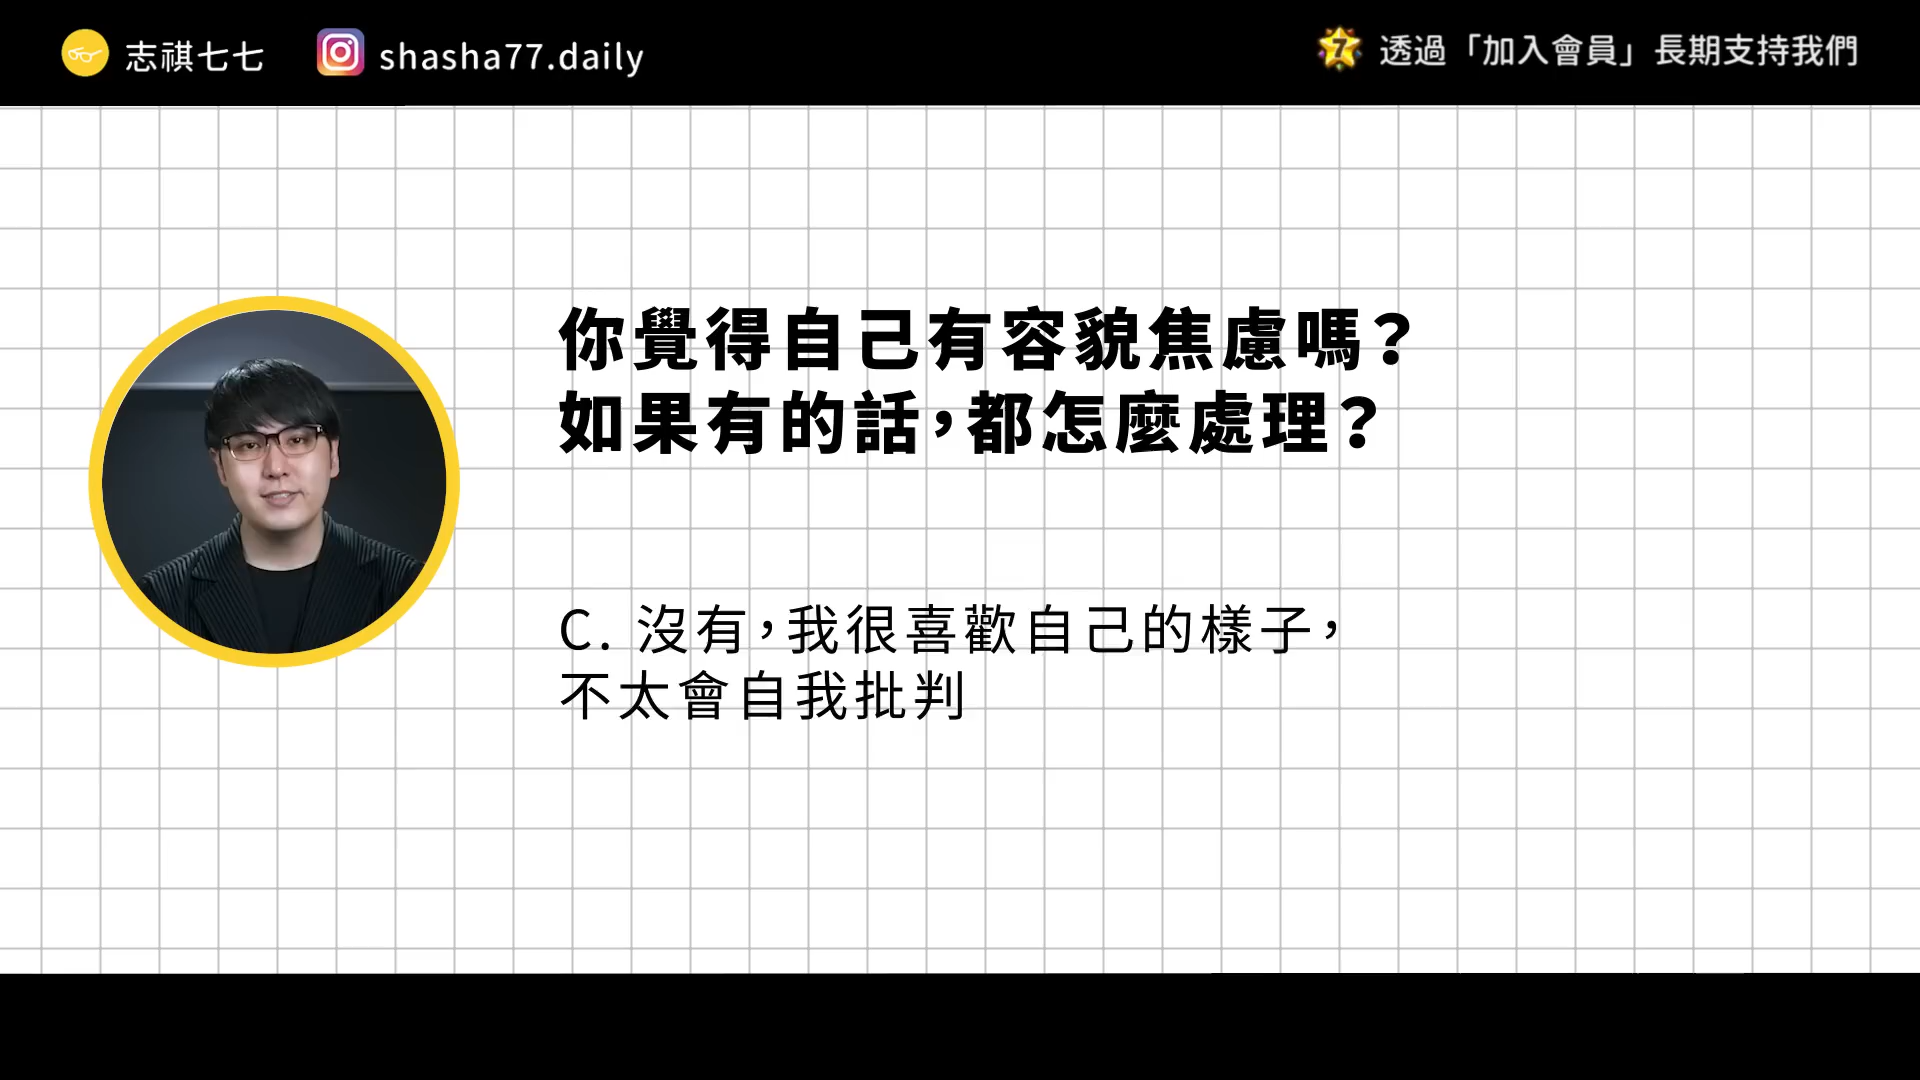 志祺七七
shasha77.daily
7 透過「加入會員」長期支持我們
你覺得自己有容貌焦慮嗎？
如果有的話，都怎麼處理？
C. 沒有，我很喜歡自己的樣子，
不太會自我批判